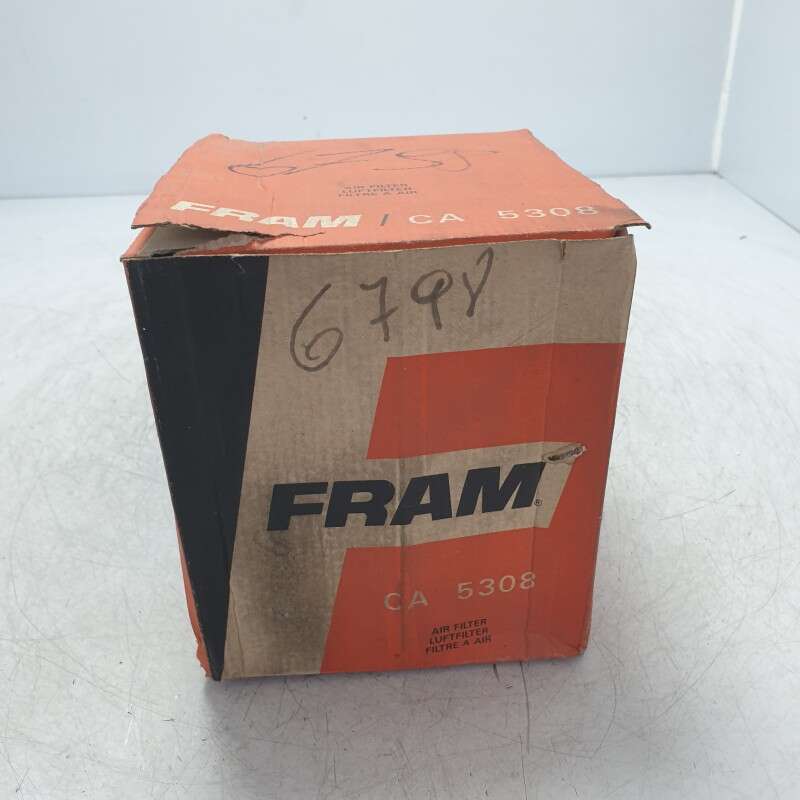 AIR FILTER
LUFTFILTER
FILTRE A AIR
FRAM / CA 5308
6798
FRAM®
CA 5308
AIR FILTER
LUFTFILTER
FILTRE A AIR